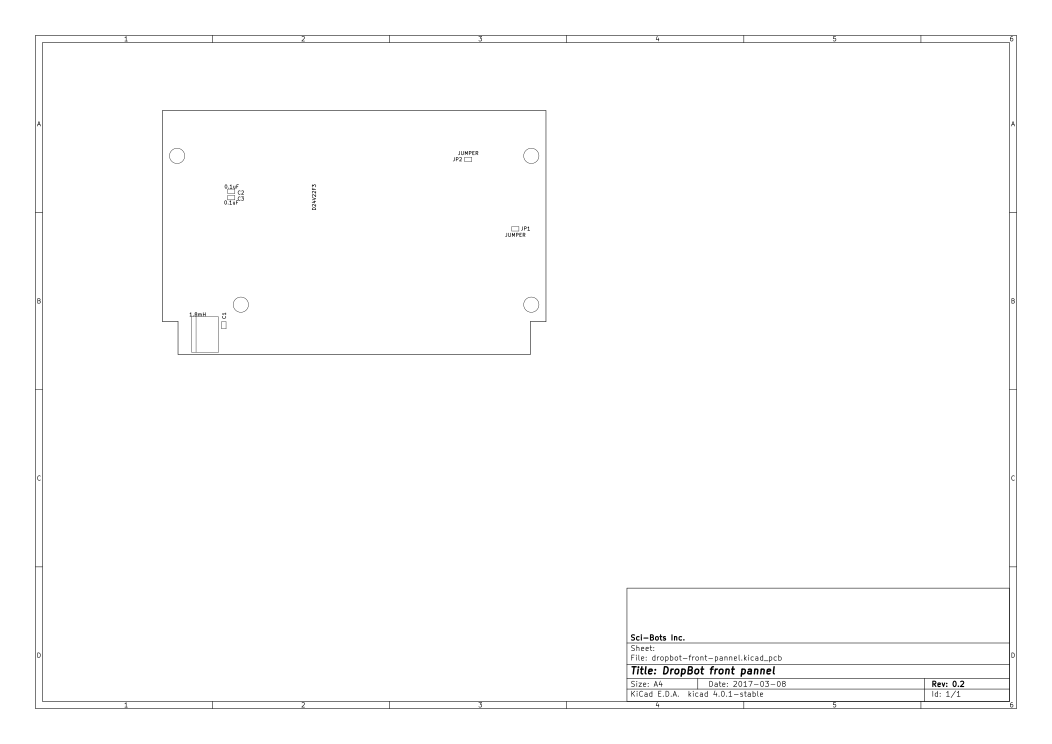 1 2 3 4 5 6
A A
JUMPER
JP2
0.1uF
C2
C3
0.1uF
D24V22F3
JP1
JUMPER
B B
1.8mH
C1
C C
Sci-Bots Inc.
Sheet:
File: dropbot-front-pannel.kicad_pcb
D D
Title: DropBot front pannel
Size: A4 Date: 2017-03-08 Rev: 0.2
KiCad E.D.A. kicad 4.0.1-stable Id: 1/1
1 2 3 4 5 6